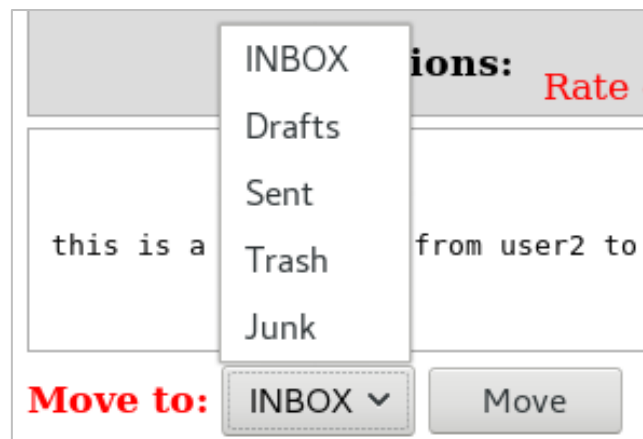 INBOX
ions:
Rate
Drafts
Sent
this is a from user2 to
Trash
Junk
Move to: INBOX Move